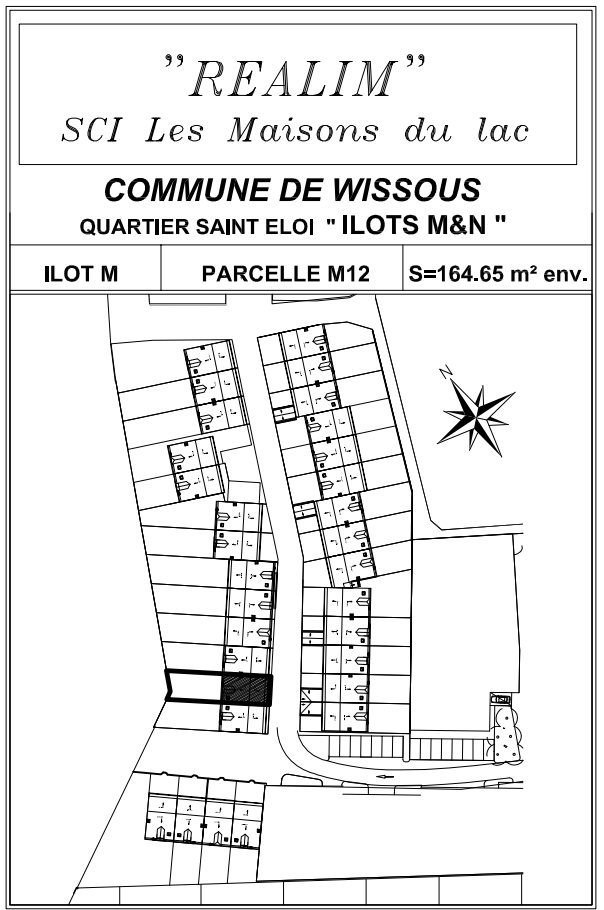 "REALIM"
SCI Les Maisons du lac
COMMUNE DE WISSOUS
QUARTIER SAINT ELOI " ILOTS M&N "
ILOT M
PARCELLE M12
S=164.65 m² env.
N